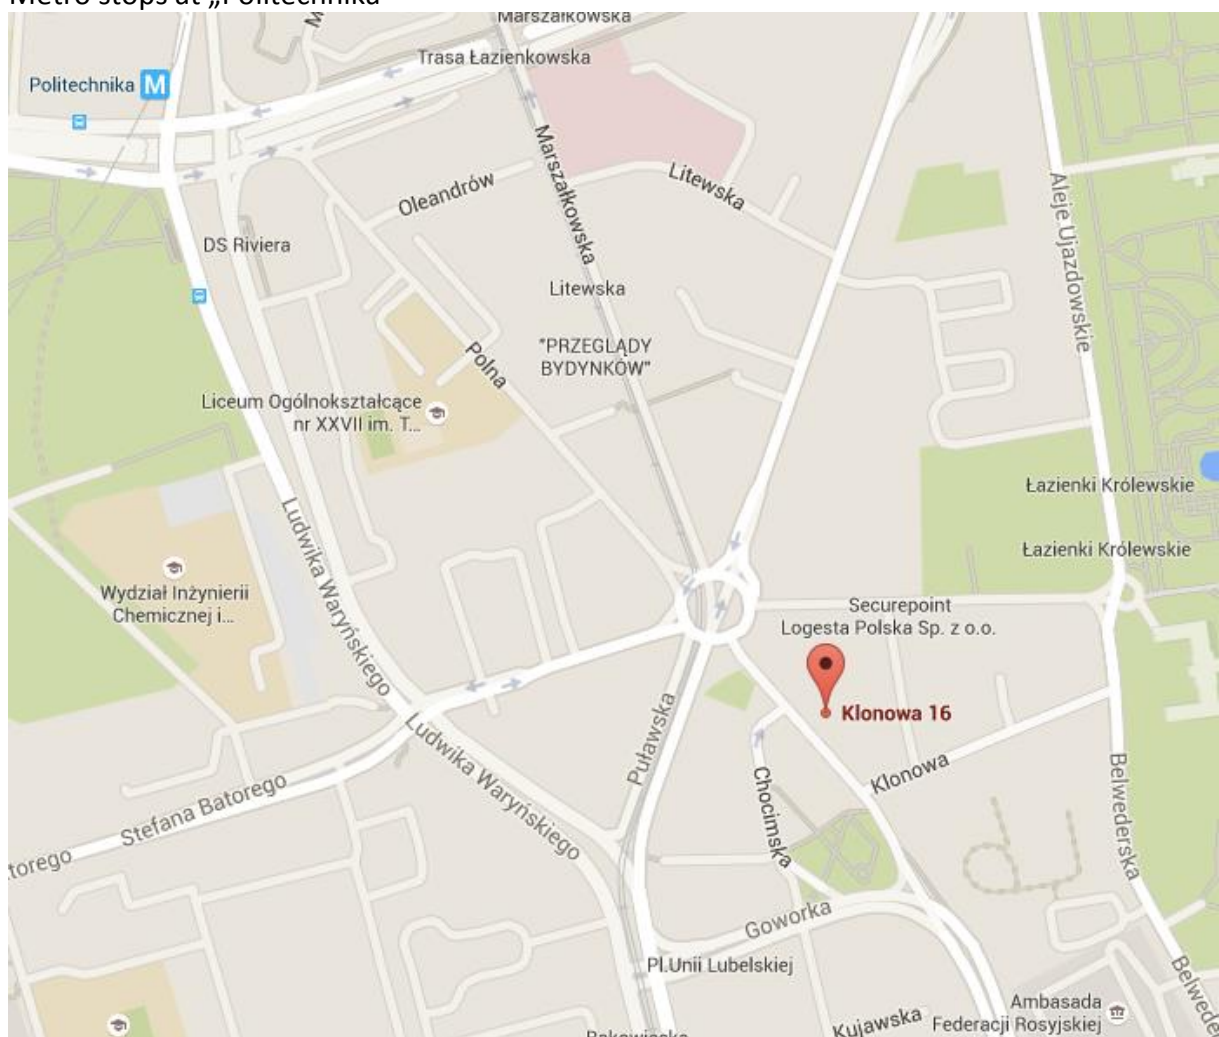 Metro stops at „Politechnika
Marszałkowska
M
Trasa Łazienkowska
Politechnika M
Marszałkowska
Litewska
Oleandrów
Aleje Ujazdowskie
DS Riviera
Litewska
"PRZEGLĄDY
BYDYNKÓW"
Polna
Liceum Ogólnokształcące
nr XXVII im. T...
Łazienki Królewskie
Ludwika Waryńskiego
Łazienki Królewskie
Wydział Inżynierii
Chemicznej i...
Securepoint
Logesta Polska Sp. z o.o.
Klonowa 16
Puławska
Ludwika Waryńskiego
Klonowa
Chocimska
Belwederska
Stefana Batorego
torego
Goworka
Pl.Unii Lubelskiej
Belwede
Ambasada
Federacji Rosyjskiej
Kujawska